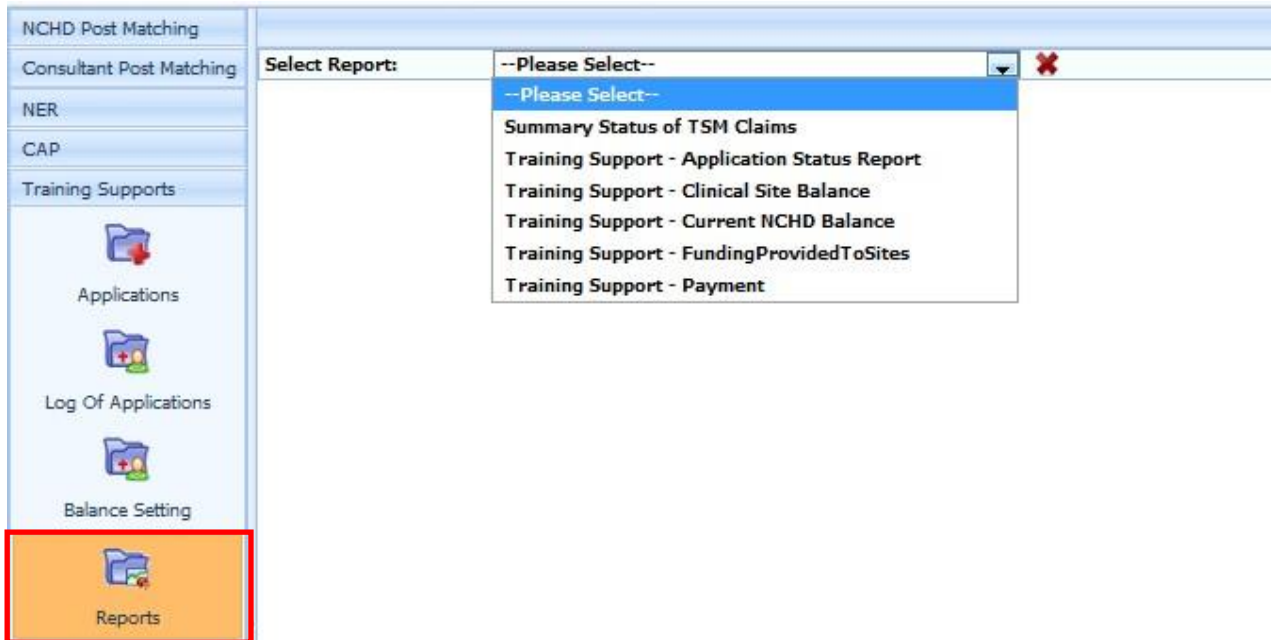 NCHD Post Matching
Consultant Post Matching
NER
CAP
Training Supports
Applications
Log Of Applications
Balance Setting
Reports
Select Report:
--Please Select--
--Please Select--
Summary Status of TSM Claims
Training Support - Application Status Report
Training Support - Clinical Site Balance
Training Support - Current NCHD Balance
Training Support - FundingProvidedToSites
Training Support - Payment